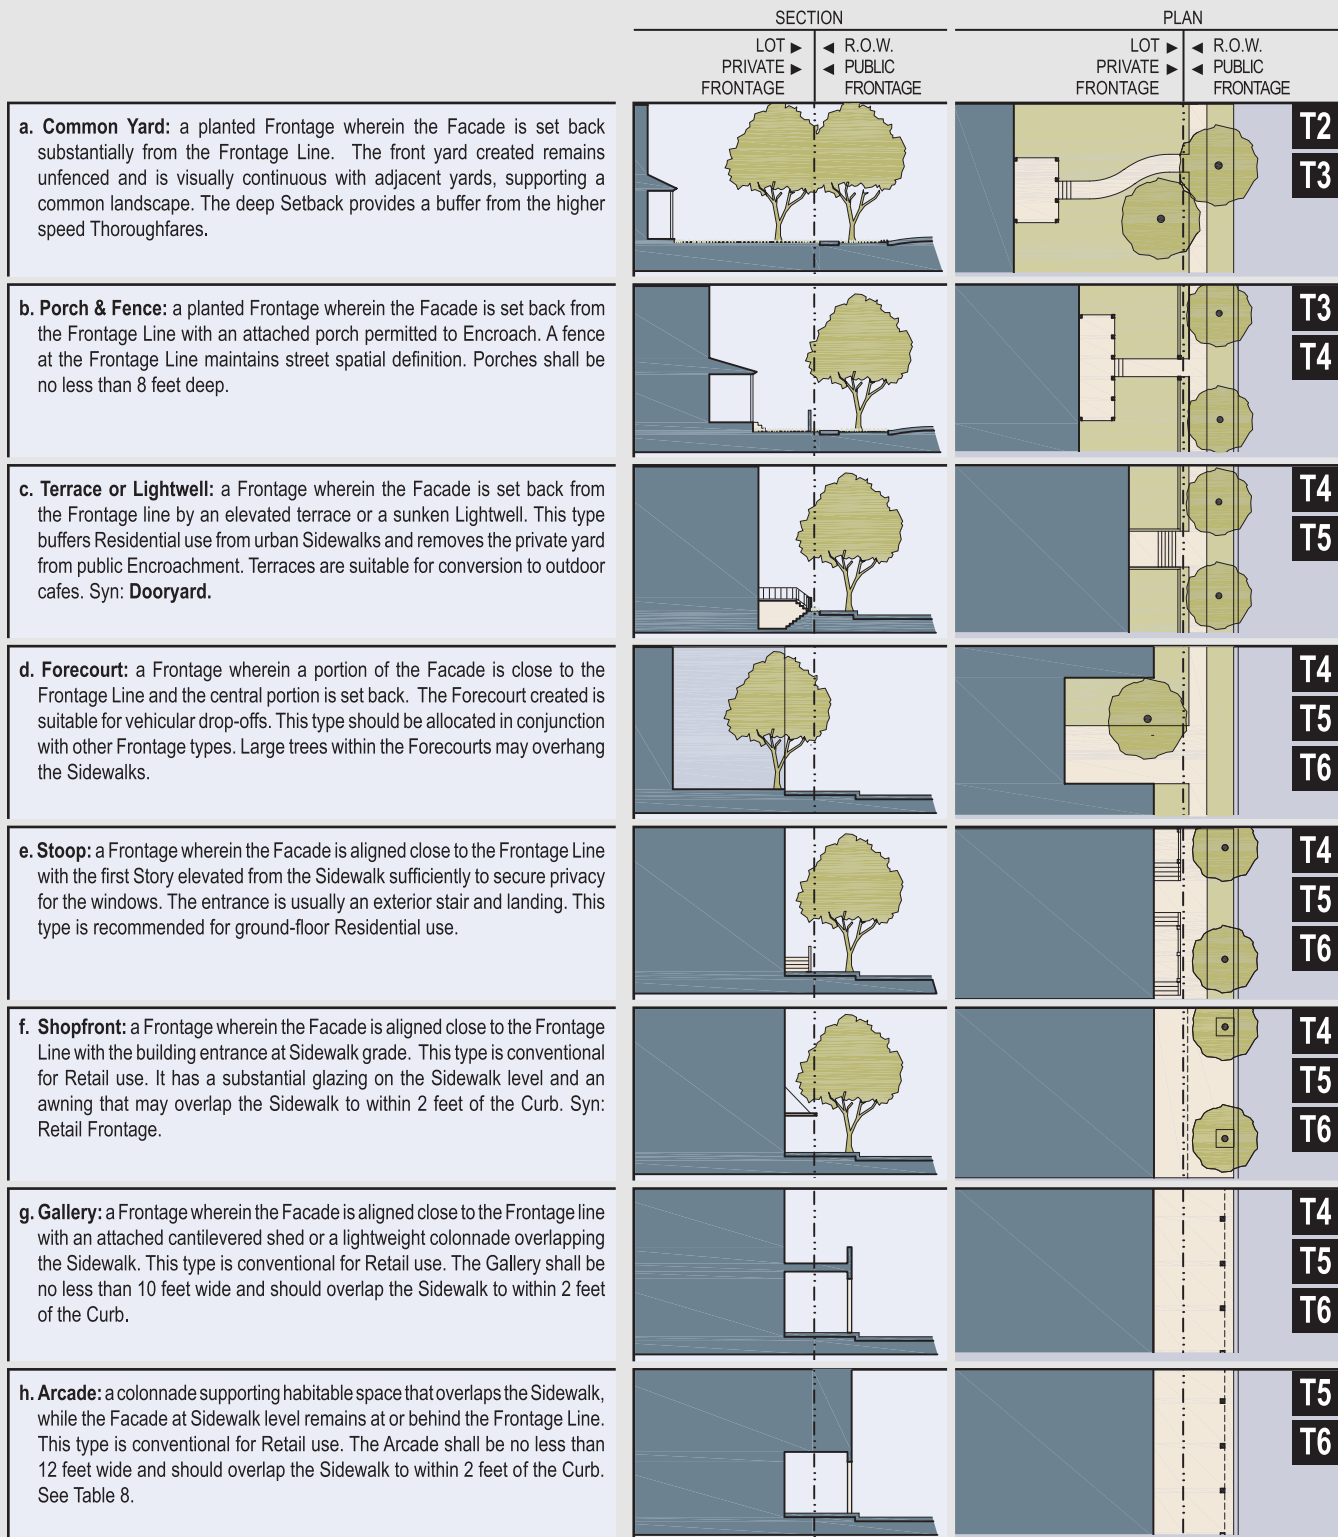 SECTION
PLAN
LOT ► ◄ R.O.W.
PRIVATE ► ◄ PUBLIC
FRONTAGE FRONTAGE
LOT ► ◄ R.O.W.
PRIVATE ► ◄ PUBLIC
FRONTAGE FRONTAGE
a. Common Yard: a planted Frontage wherein the Facade is set back
substantially from the Frontage Line. The front yard created remains
unfenced and is visually continuous with adjacent yards, supporting a
common landscape. The deep Setback provides a buffer from the higher
speed Thoroughfares.
T2
T3
b. Porch & Fence: a planted Frontage wherein the Facade is set back from
the Frontage Line with an attached porch permitted to Encroach. A fence
at the Frontage Line maintains street spatial definition. Porches shall be
no less than 8 feet deep.
T3
T4
c. Terrace or Lightwell: a Frontage wherein the Facade is set back from
the Frontage line by an elevated terrace or a sunken Lightwell. This type
buffers Residential use from urban Sidewalks and removes the private yard
from public Encroachment. Terraces are suitable for conversion to outdoor
cafes. Syn: Dooryard.
T4
T5
d. Forecourt: a Frontage wherein a portion of the Facade is close to the
Frontage Line and the central portion is set back. The Forecourt created is
suitable for vehicular drop-offs. This type should be allocated in conjunction
with other Frontage types. Large trees within the Forecourts may overhang
the Sidewalks.
T4
T5
T6
e. Stoop: a Frontage wherein the Facade is aligned close to the Frontage Line
with the first Story elevated from the Sidewalk sufficiently to secure privacy
for the windows. The entrance is usually an exterior stair and landing. This
type is recommended for ground-floor Residential use.
T4
T5
T6
f. Shopfront: a Frontage wherein the Facade is aligned close to the Frontage
Line with the building entrance at Sidewalk grade. This type is conventional
for Retail use. It has a substantial glazing on the Sidewalk level and an
awning that may overlap the Sidewalk to within 2 feet of the Curb. Syn:
Retail Frontage.
T4
T5
T6
g. Gallery: a Frontage wherein the Facade is aligned close to the Frontage line
with an attached cantilevered shed or a lightweight colonnade overlapping
the Sidewalk. This type is conventional for Retail use. The Gallery shall be
no less than 10 feet wide and should overlap the Sidewalk to within 2 feet
of the Curb.
T4
T5
T6
h. Arcade: a colonnade supporting habitable space that overlaps the Sidewalk,
while the Facade at Sidewalk level remains at or behind the Frontage Line.
This type is conventional for Retail use. The Arcade shall be no less than
12 feet wide and should overlap the Sidewalk to within 2 feet of the Curb.
See Table 8.
T5
T6